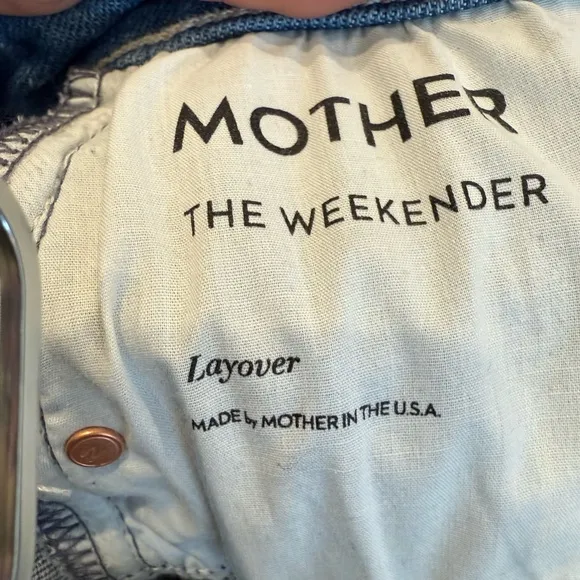 MOTHER
THE WEEKENDER
Layover
MADE by MOTHER IN THE U.S.A.